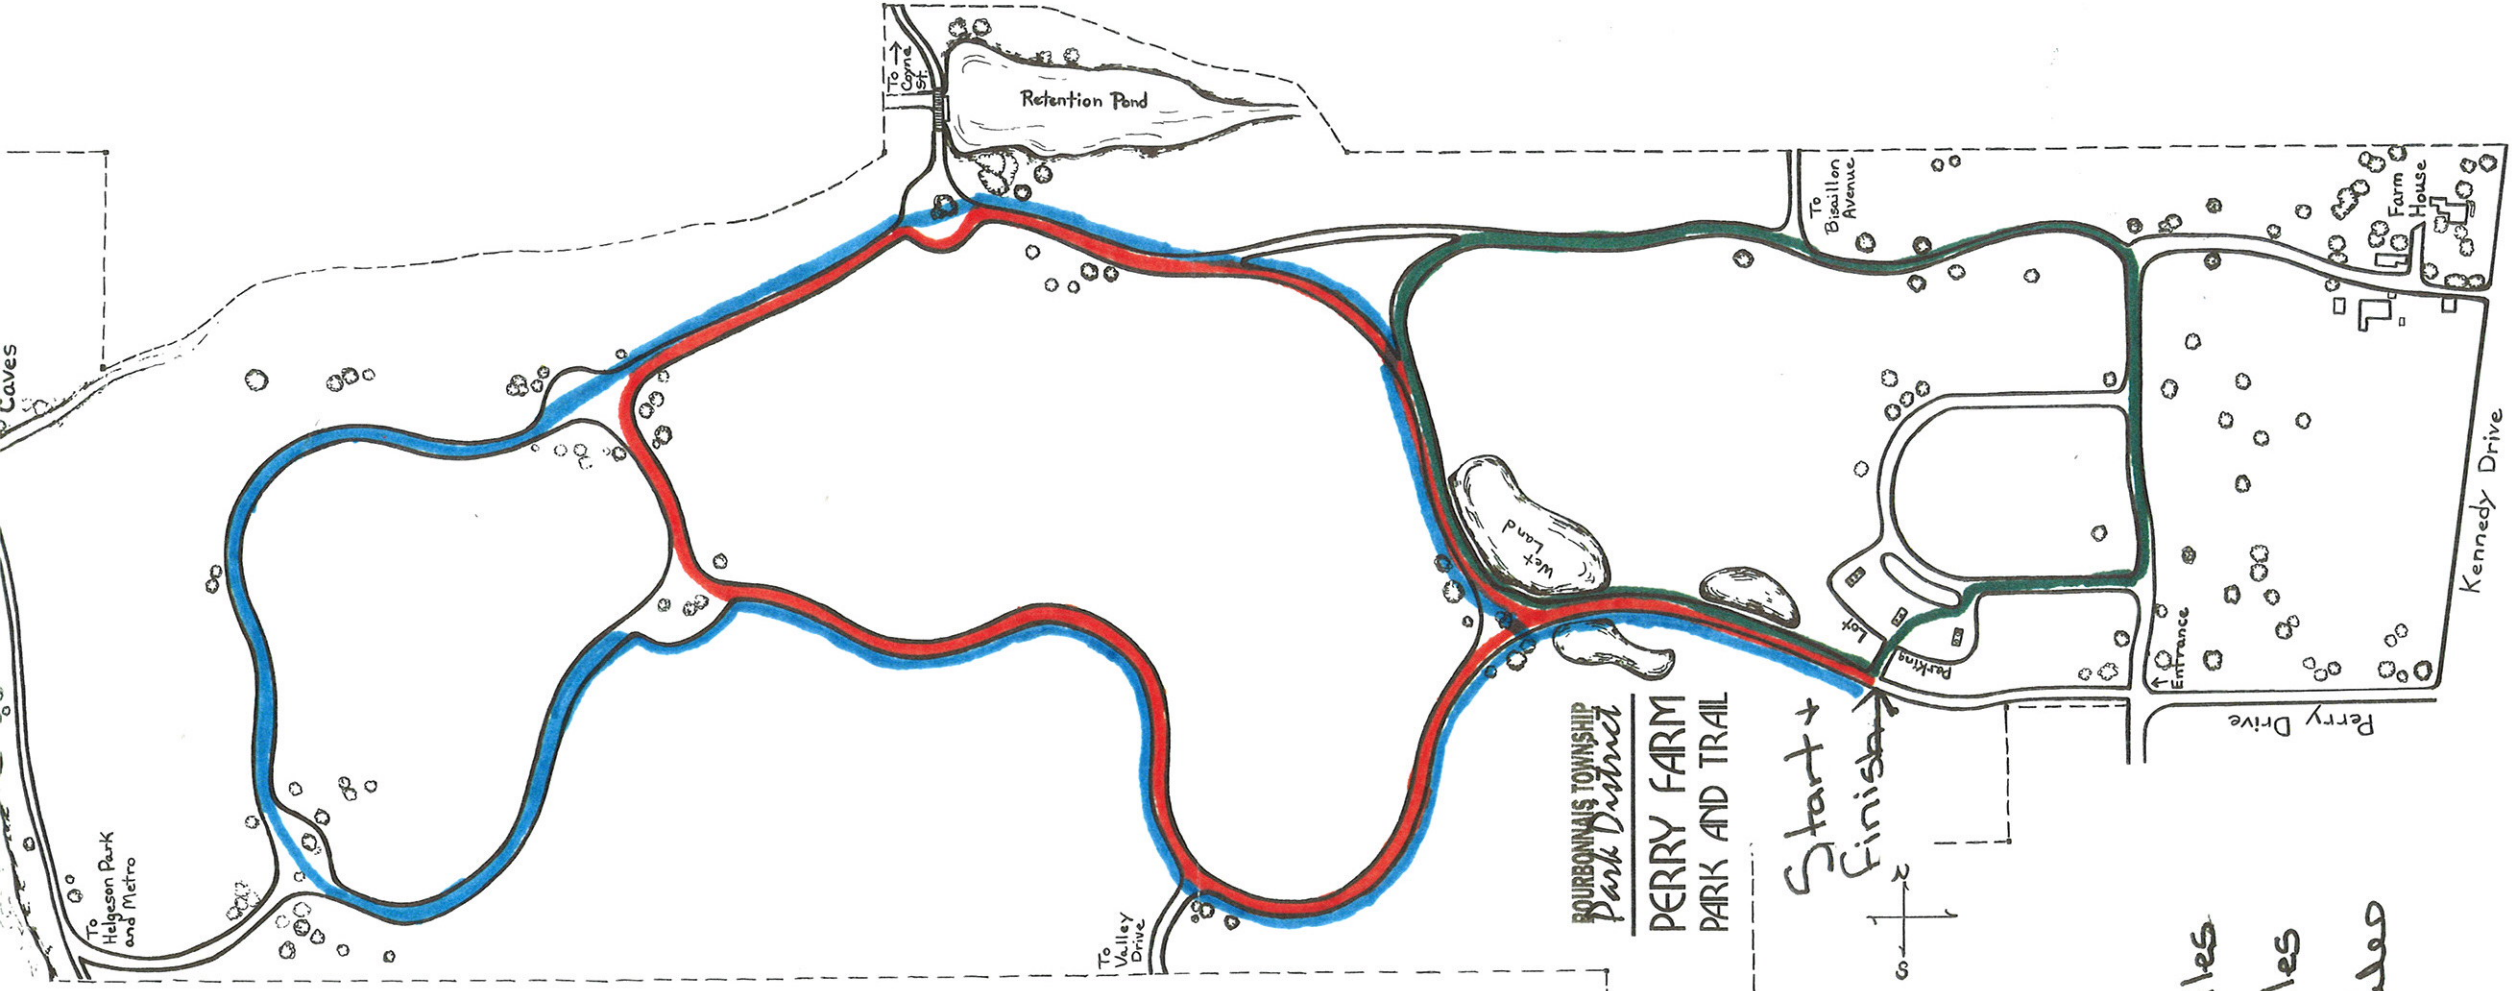 To →
Coyne
St.
Retention Pond
To
Bisaillon
Avenue
Farm
House
Caves
Wet Land
Kennedy Drive
Parking Lot
↑
Entrance
Perry Drive
To
Helgeson Park
and Metro
To
Valley
Drive
BOURBONNAIS TOWNSHIP
Park District
PERRY FARM
PARK AND TRAIL
Start +
Finish
S